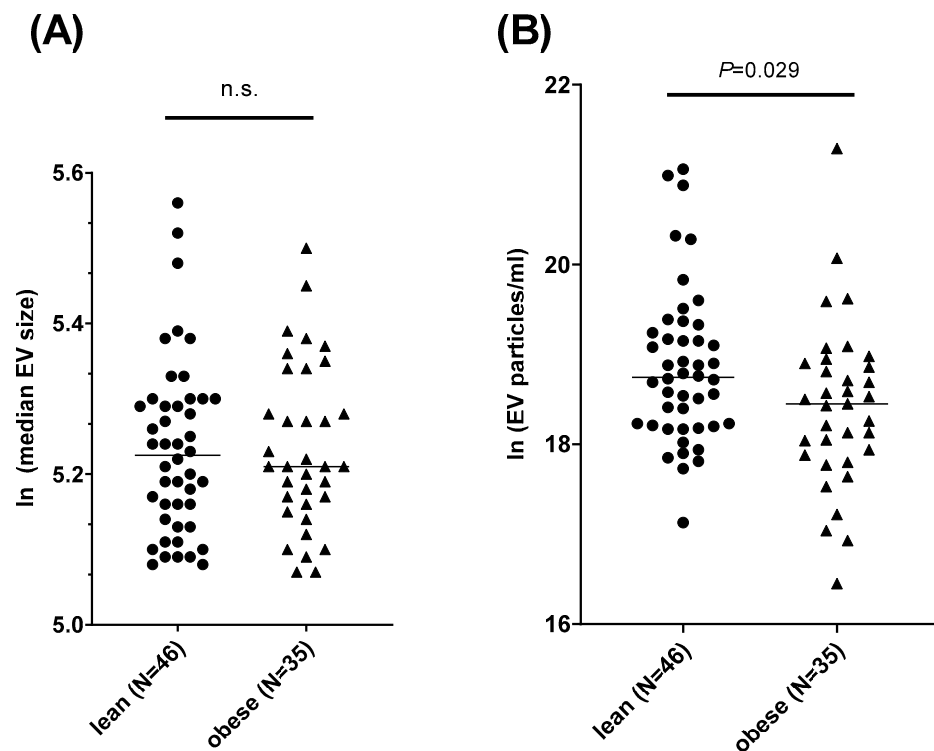 (A)
n.s.
ln (median EV size)
5.6
5.4
5.2
5.0
lean (N=46)
obese (N=35)
(B)
P=0.029
ln (EV particles/ml)
22
20
18
16
lean (N=46)
obese (N=35)